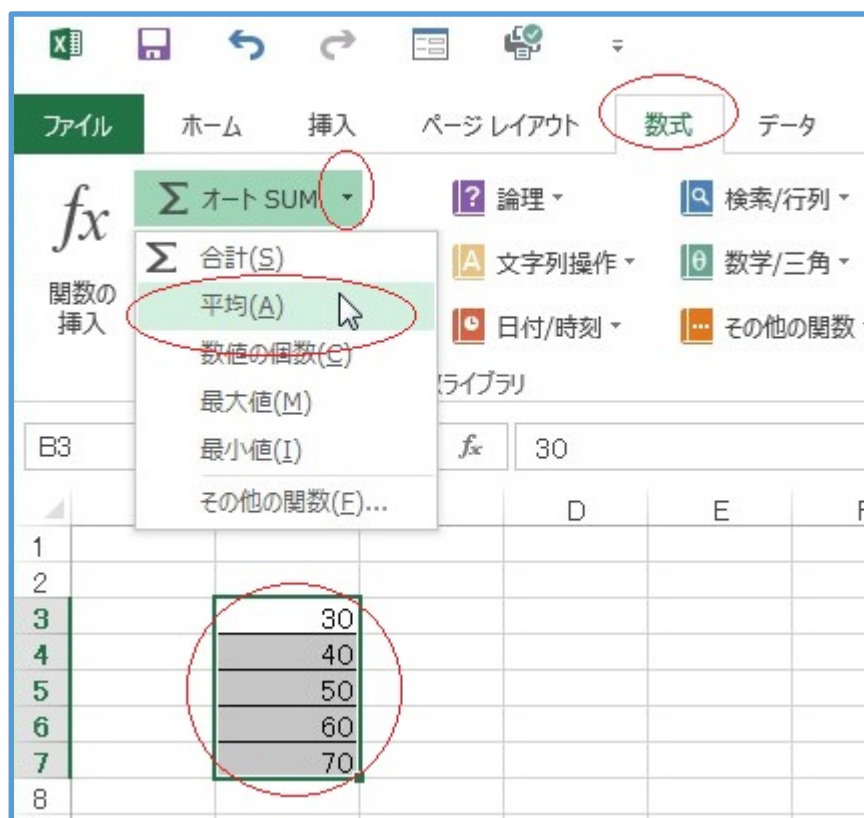 ファイル ホーム 挿入 ページ レイアウト 数式 データ
fx 関数の挿入
Σ オート SUM
論理
検索/行列
Σ 合計(S)
文字列操作
数学/三角
平均(A)
日付/時刻
その他の関数
数値の個数(C)
ライブラリ
最大値(M)
最小値(I)
その他の関数(F)...
B3 fx 30
D E
1
2
3 30
4 40
5 50
6 60
7 70
8